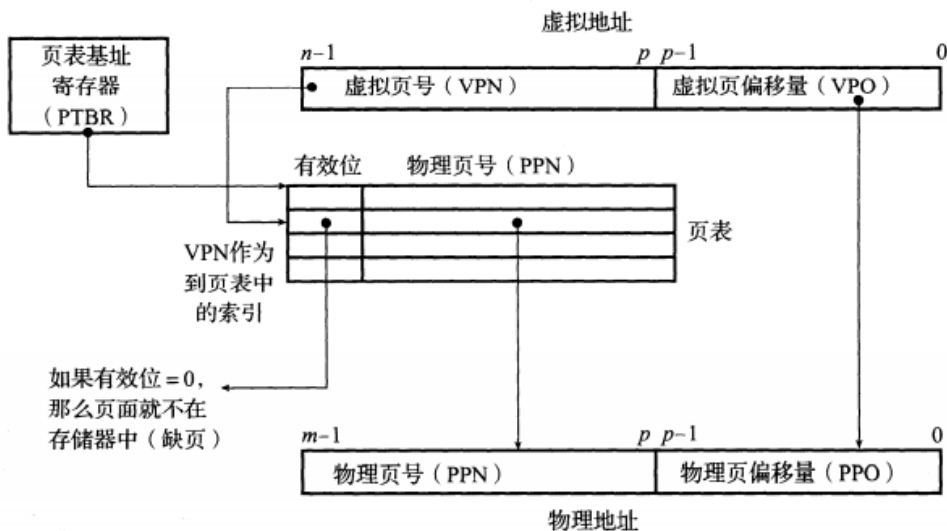 虚拟地址
页表基址
寄存器
（PTBR）
n–1
p p–1
0
虚拟页号（VPN）
虚拟页偏移量（VPO）
有效位
物理页号（PPN）
页表
VPN作为
到页表中
的索引
如果有效位=0，
那么页面就不在
存储器中（缺页）
m–1
p p–1
0
物理页号（PPN）
物理页偏移量（PPO）
物理地址